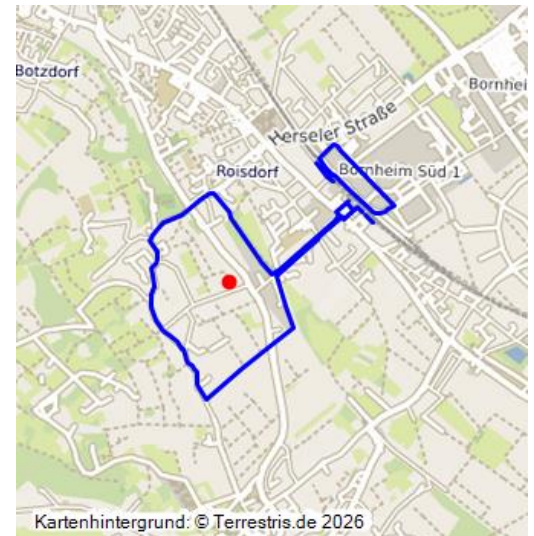 Botzdorf
Bornhei
Herseler Straße
Roisdorf
Bornheim Süd 1
Kartenhintergrund: © Terrestris.de 2026